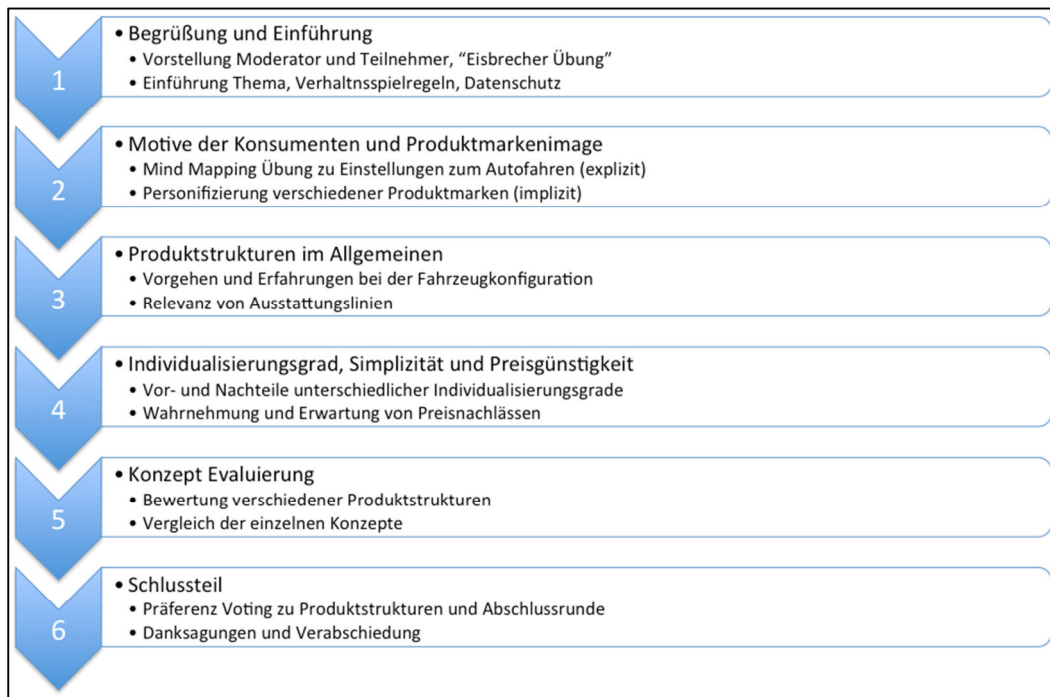 1
• Begrüßung und Einführung
• Vorstellung Moderator und Teilnehmer, “Eisbrecher Übung”
• Einführung Thema, Verhaltnsspielregeln, Datenschutz
2
• Motive der Konsumenten und Produktmarkenimage
• Mind Mapping Übung zu Einstellungen zum Autofahren (explizit)
• Personifizierung verschiedener Produktmarken (implizit)
3
• Produktstrukturen im Allgemeinen
• Vorgehen und Erfahrungen bei der Fahrzeugkonfiguration
• Relevanz von Ausstattungslinien
4
• Individualisierungsgrad, Simplizität und Preisgünstigkeit
• Vor- und Nachteile unterschiedlicher Individualisierungsgrade
• Wahrnehmung und Erwartung von Preisnachlässen
5
• Konzept Evaluierung
• Bewertung verschiedener Produktstrukturen
• Vergleich der einzelnen Konzepte
6
• Schlussteil
• Präferenz Voting zu Produktstrukturen und Abschlussrunde
• Danksagungen und Verabschiedung